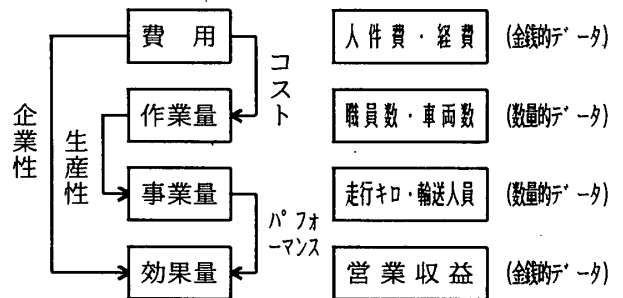 費用
人件費・経費
(金銭的データ)
コスト
作業量
職員数・車両数
(数量的データ)
企業性
生産性
事業量
走行キロ・輸送人員
(数量的データ)
パフォ
ーマンス
効果量
営業収益
(金銭的データ)